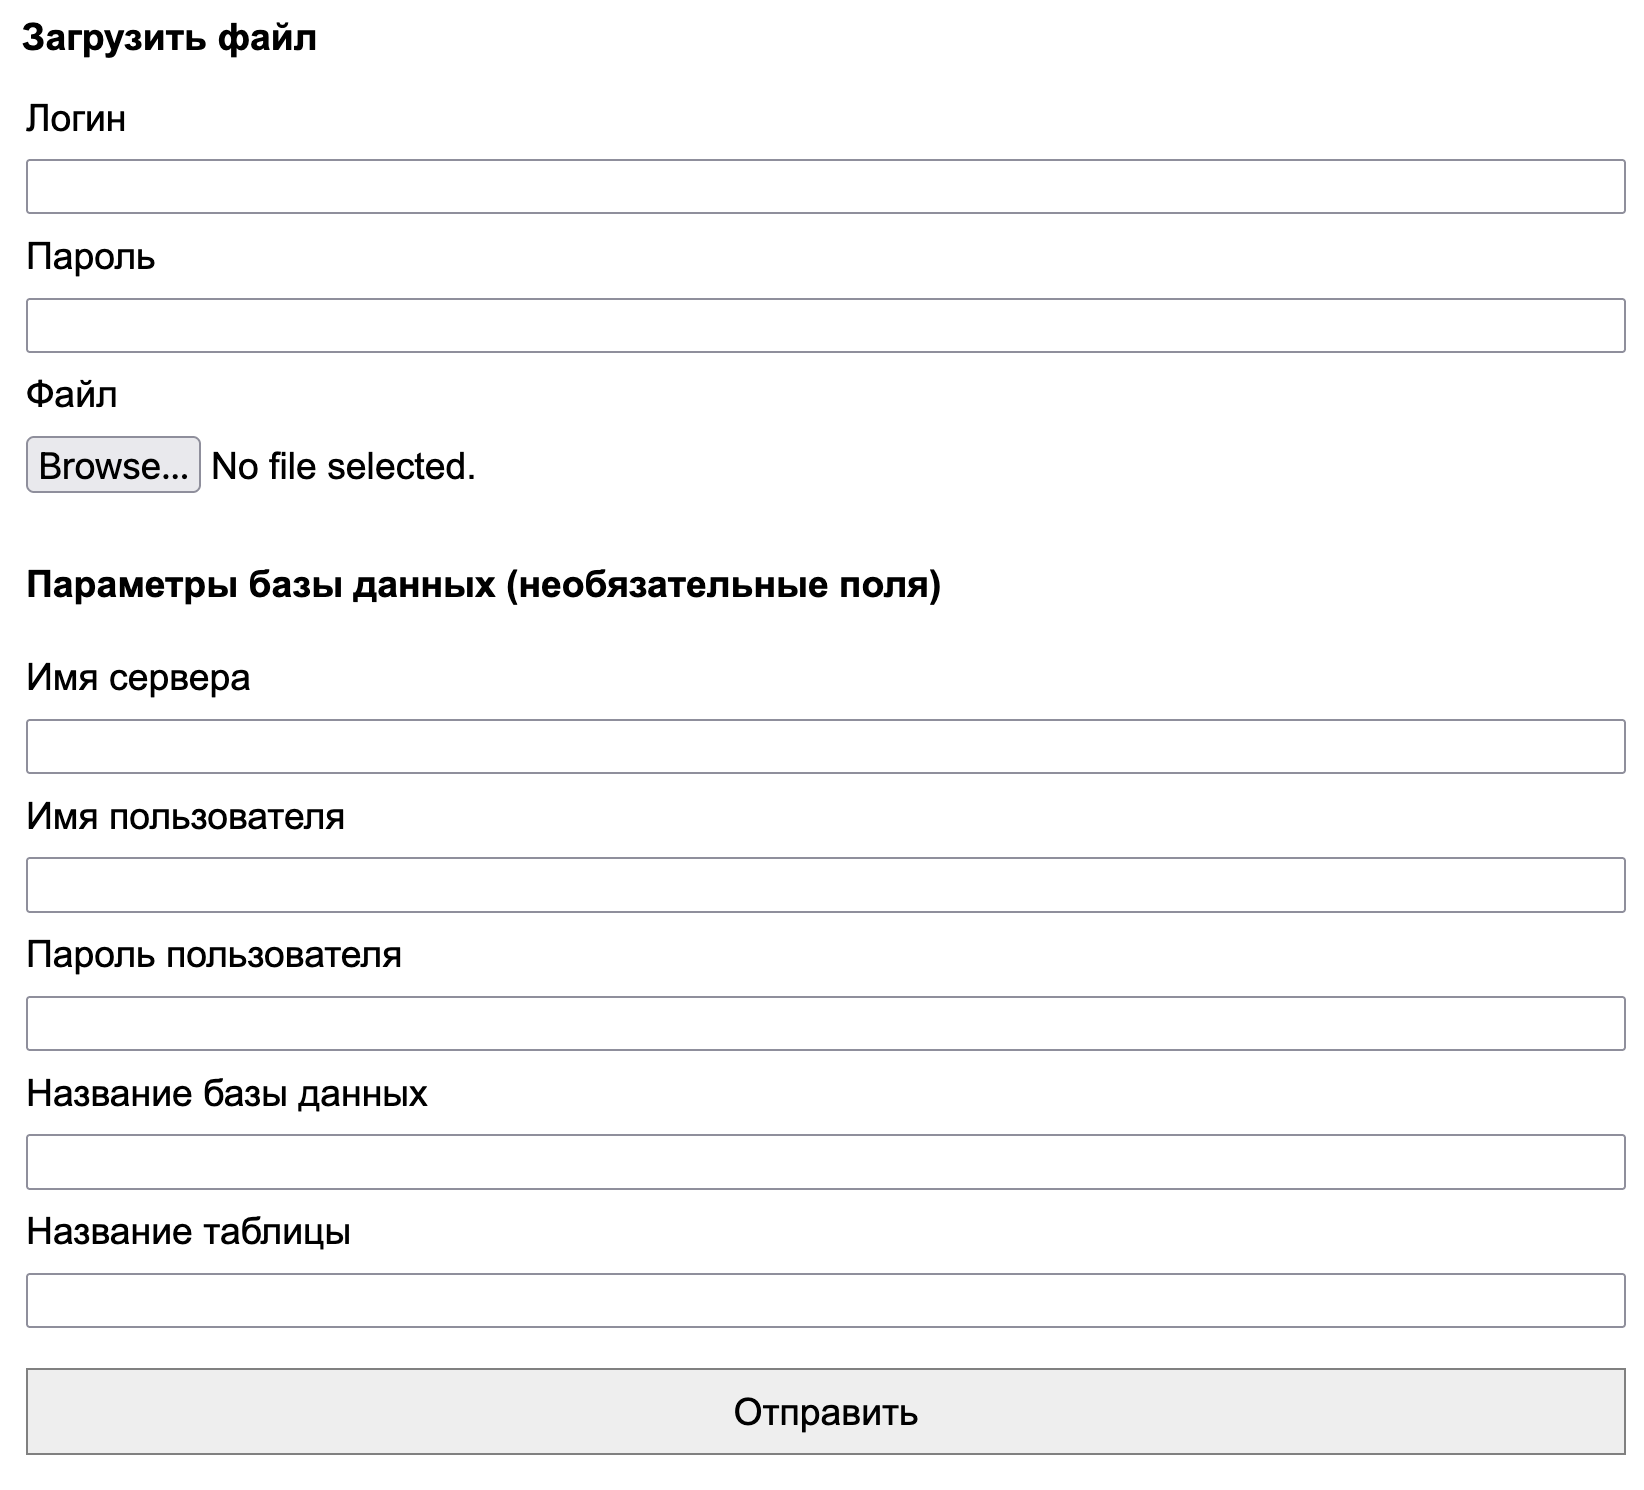 Загрузить файл
Логин
Пароль
Файл
Browse... No file selected.
Параметры базы данных (необязательные поля)
Имя сервера
Имя пользователя
Пароль пользователя
Название базы данных
Название таблицы
Отправить